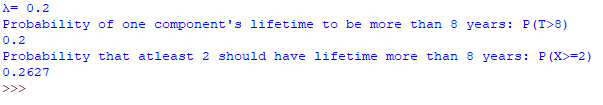 λ= 0.2
Probability of one component's lifetime to be more than 8 years: P(T>8)
0.2
Probability that atleast 2 should have lifetime more than 8 years: P(X>=2)
0.2627
>>>